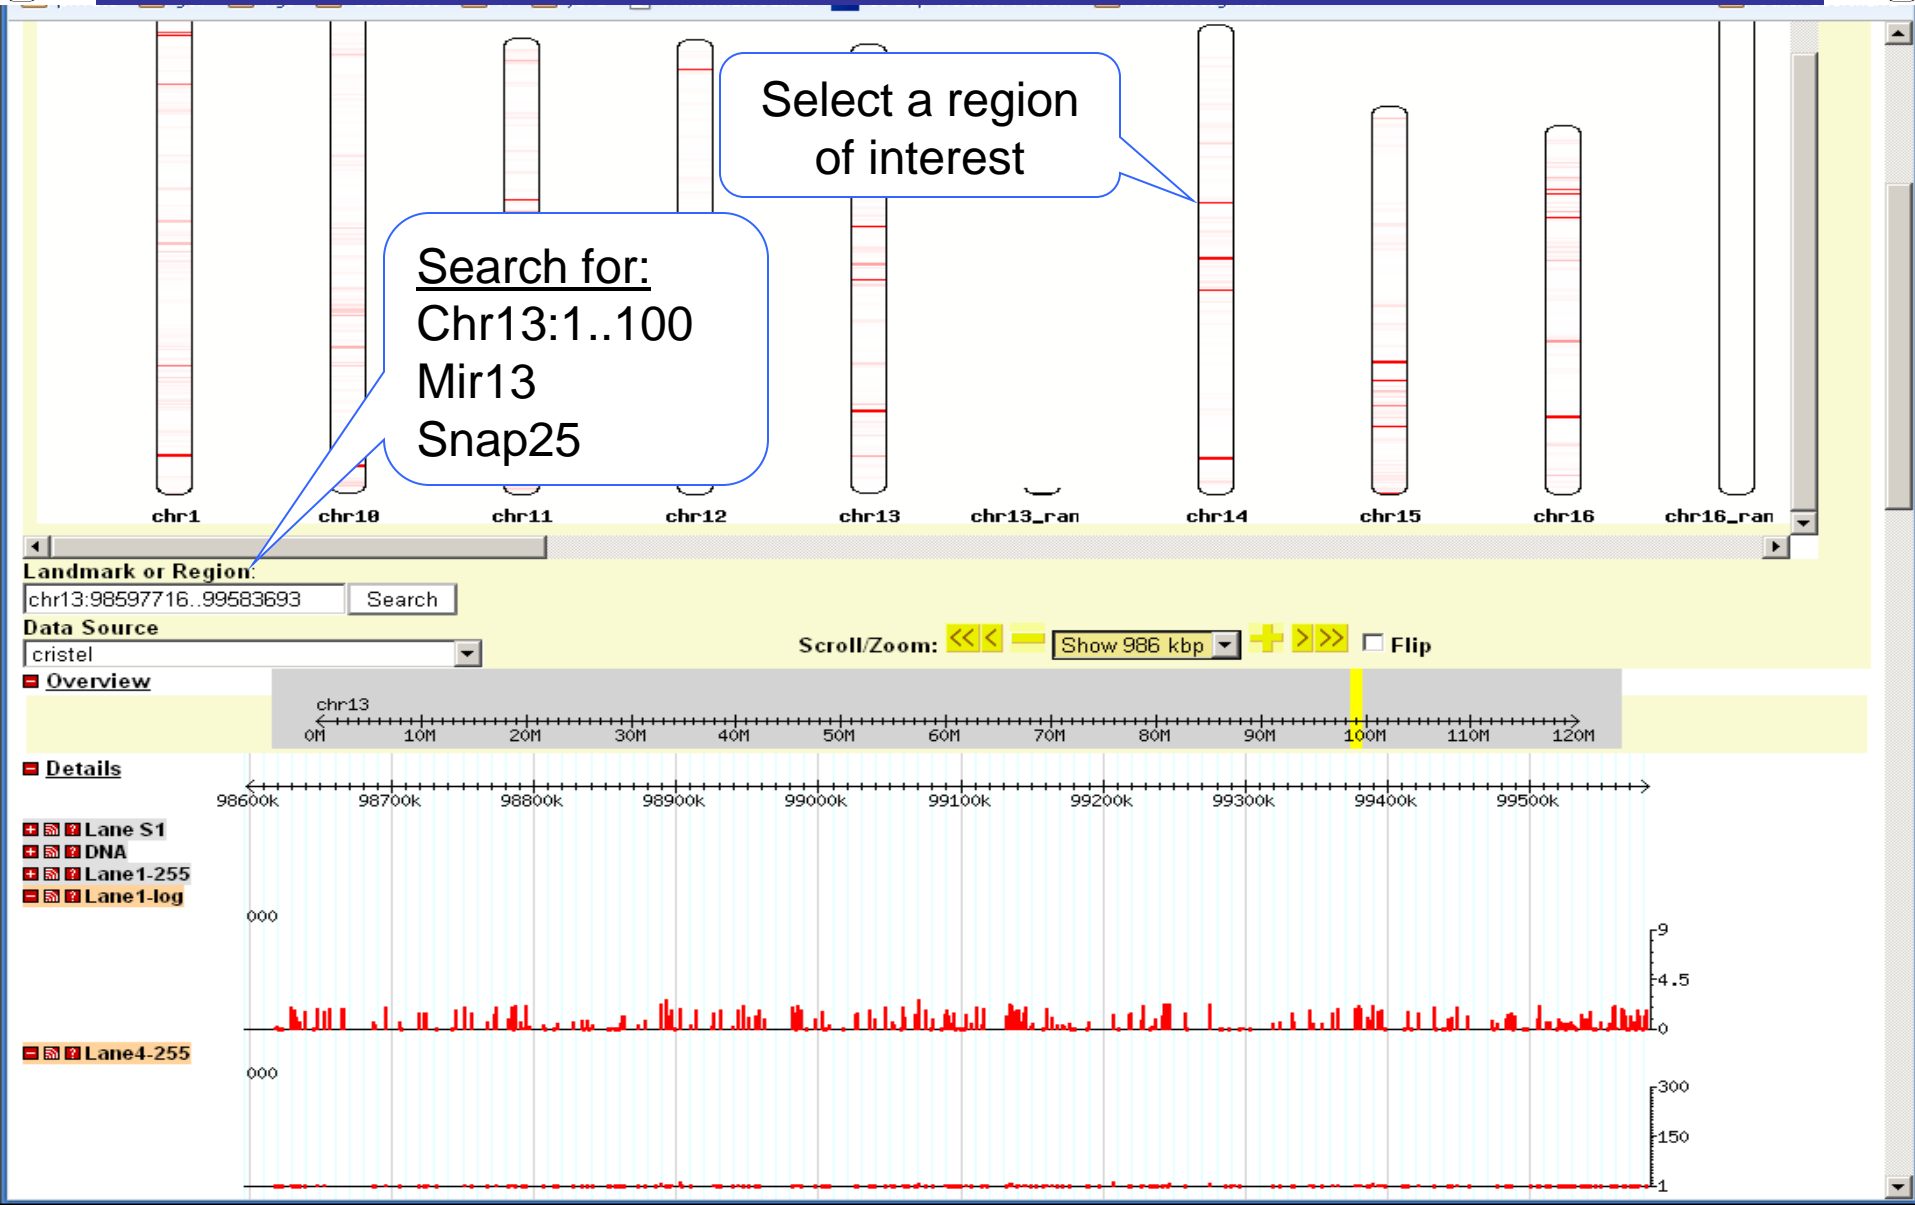 Select a region
of interest
Search for:
Chr13:1..100
Mir13
Snap25
chr1 chr10 chr11 chr12 chr13 chr13_ran chr14 chr15 chr16 chr16_ran
Landmark or Region:
chr13:98597716..99583693 Search
Data Source
cristel
Scroll/Zoom: << < Show 986 kbp > >> Flip
Overview
chr13
0M 10M 20M 30M 40M 50M 60M 70M 80M 90M 100M 110M 120M
Details
98600k 98700k 98800k 98900k 99000k 99100k 99200k 99300k 99400k 99500k
Lane S1
DNA
Lane1-255
Lane1-log
000
9
4.5
0
Lane4-255
000
300
150
1